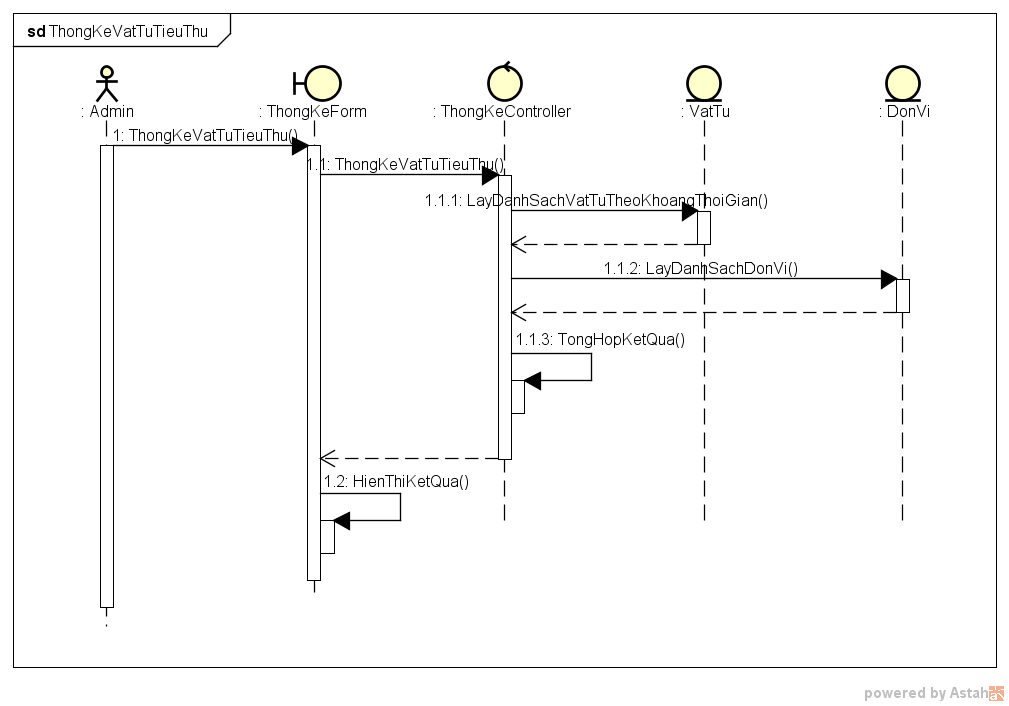 sd ThongKeVatTuTieuThu
: Admin
: ThongKeForm
: ThongKeController
: VatTu
: DonVi
1: ThongKeVatTuTieuThu()
1.1: ThongKeVatTuTieuThu()
1.1.1: LayDanhSachVatTuTheoKhoangThoiGian()
1.1.2: LayDanhSachDonVi()
1.1.3: TongHopKetQua()
1.2: HienThiKetQua()
powered by Astah